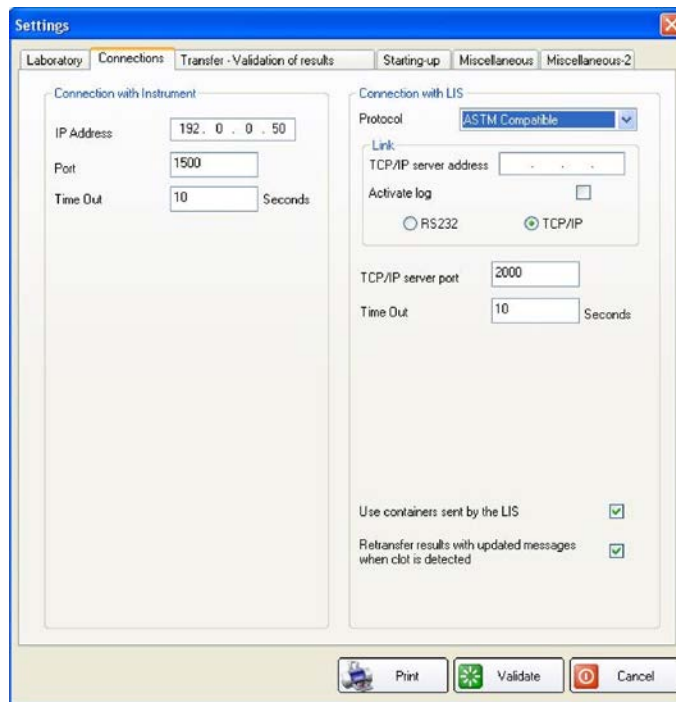 Settings
Laboratory Connections Transfer - Validation of results Starting-up Miscellaneous Miscellaneous-2
Connection with Instrument
IP Address 192 . 0 . 0 . 50
Port 1500
Time Out 10 Seconds
Connection with LIS
Protocol ASTM Compatible
Link
TCP/IP server address . . .
Activate log
RS232 TCP/IP
TCP/IP server port 2000
Time Out 10 Seconds
Use containers sent by the LIS
Retransfer results with updated messages
when clot is detected
Print Validate Cancel